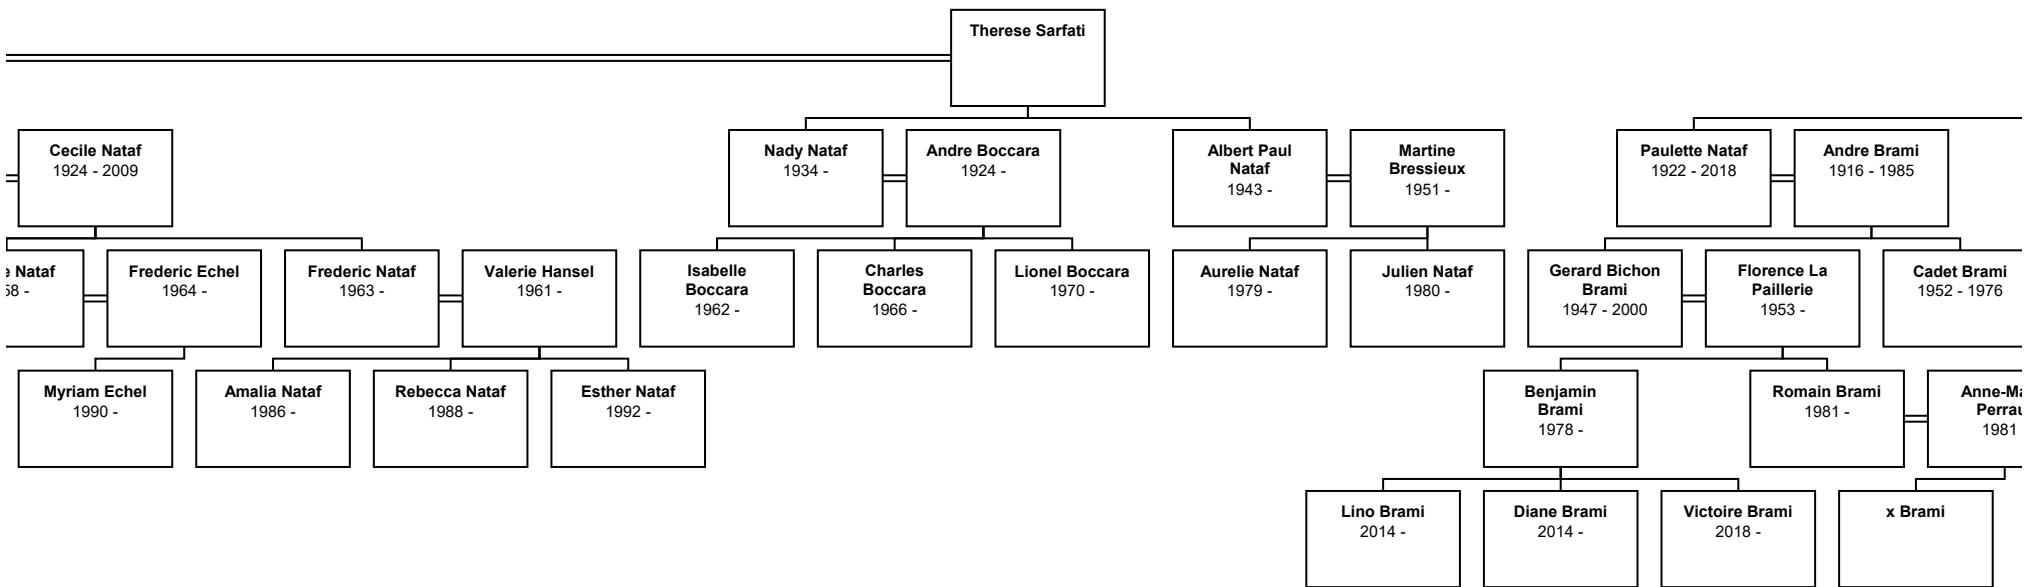 Therese Sarfati
Cecile Nataf
1924 - 2009
Nady Nataf
1934 -
Andre Boccara
1924 -
Albert Paul
Nataf
1943 -
Martine
Bressieux
1951 -
Paulette Nataf
1922 - 2018
Andre Brami
1916 - 1985
Nataf
Frederic Echel
1964 -
Frederic Nataf
1963 -
Valerie Hansel
1961 -
Isabelle
Boccara
1962 -
Charles
Boccara
1966 -
Lionel Boccara
1970 -
Aurelie Nataf
1979 -
Julien Nataf
1980 -
Gerard Bichon
Brami
1947 - 2000
Florence La
Paillerie
1953 -
Cadet Brami
1952 - 1976
Myriam Echel
1990 -
Amalia Nataf
1986 -
Rebecca Nataf
1988 -
Esther Nataf
1992 -
Benjamin
Brami
1978 -
Romain Brami
1981 -
1981
Lino Brami
2014 -
Diane Brami
2014 -
Victoire Brami
2018 -
x Brami